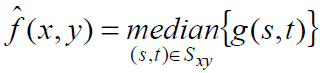 f̂(x, y) = median{g(s,t)}
(s,t)∈S_xy